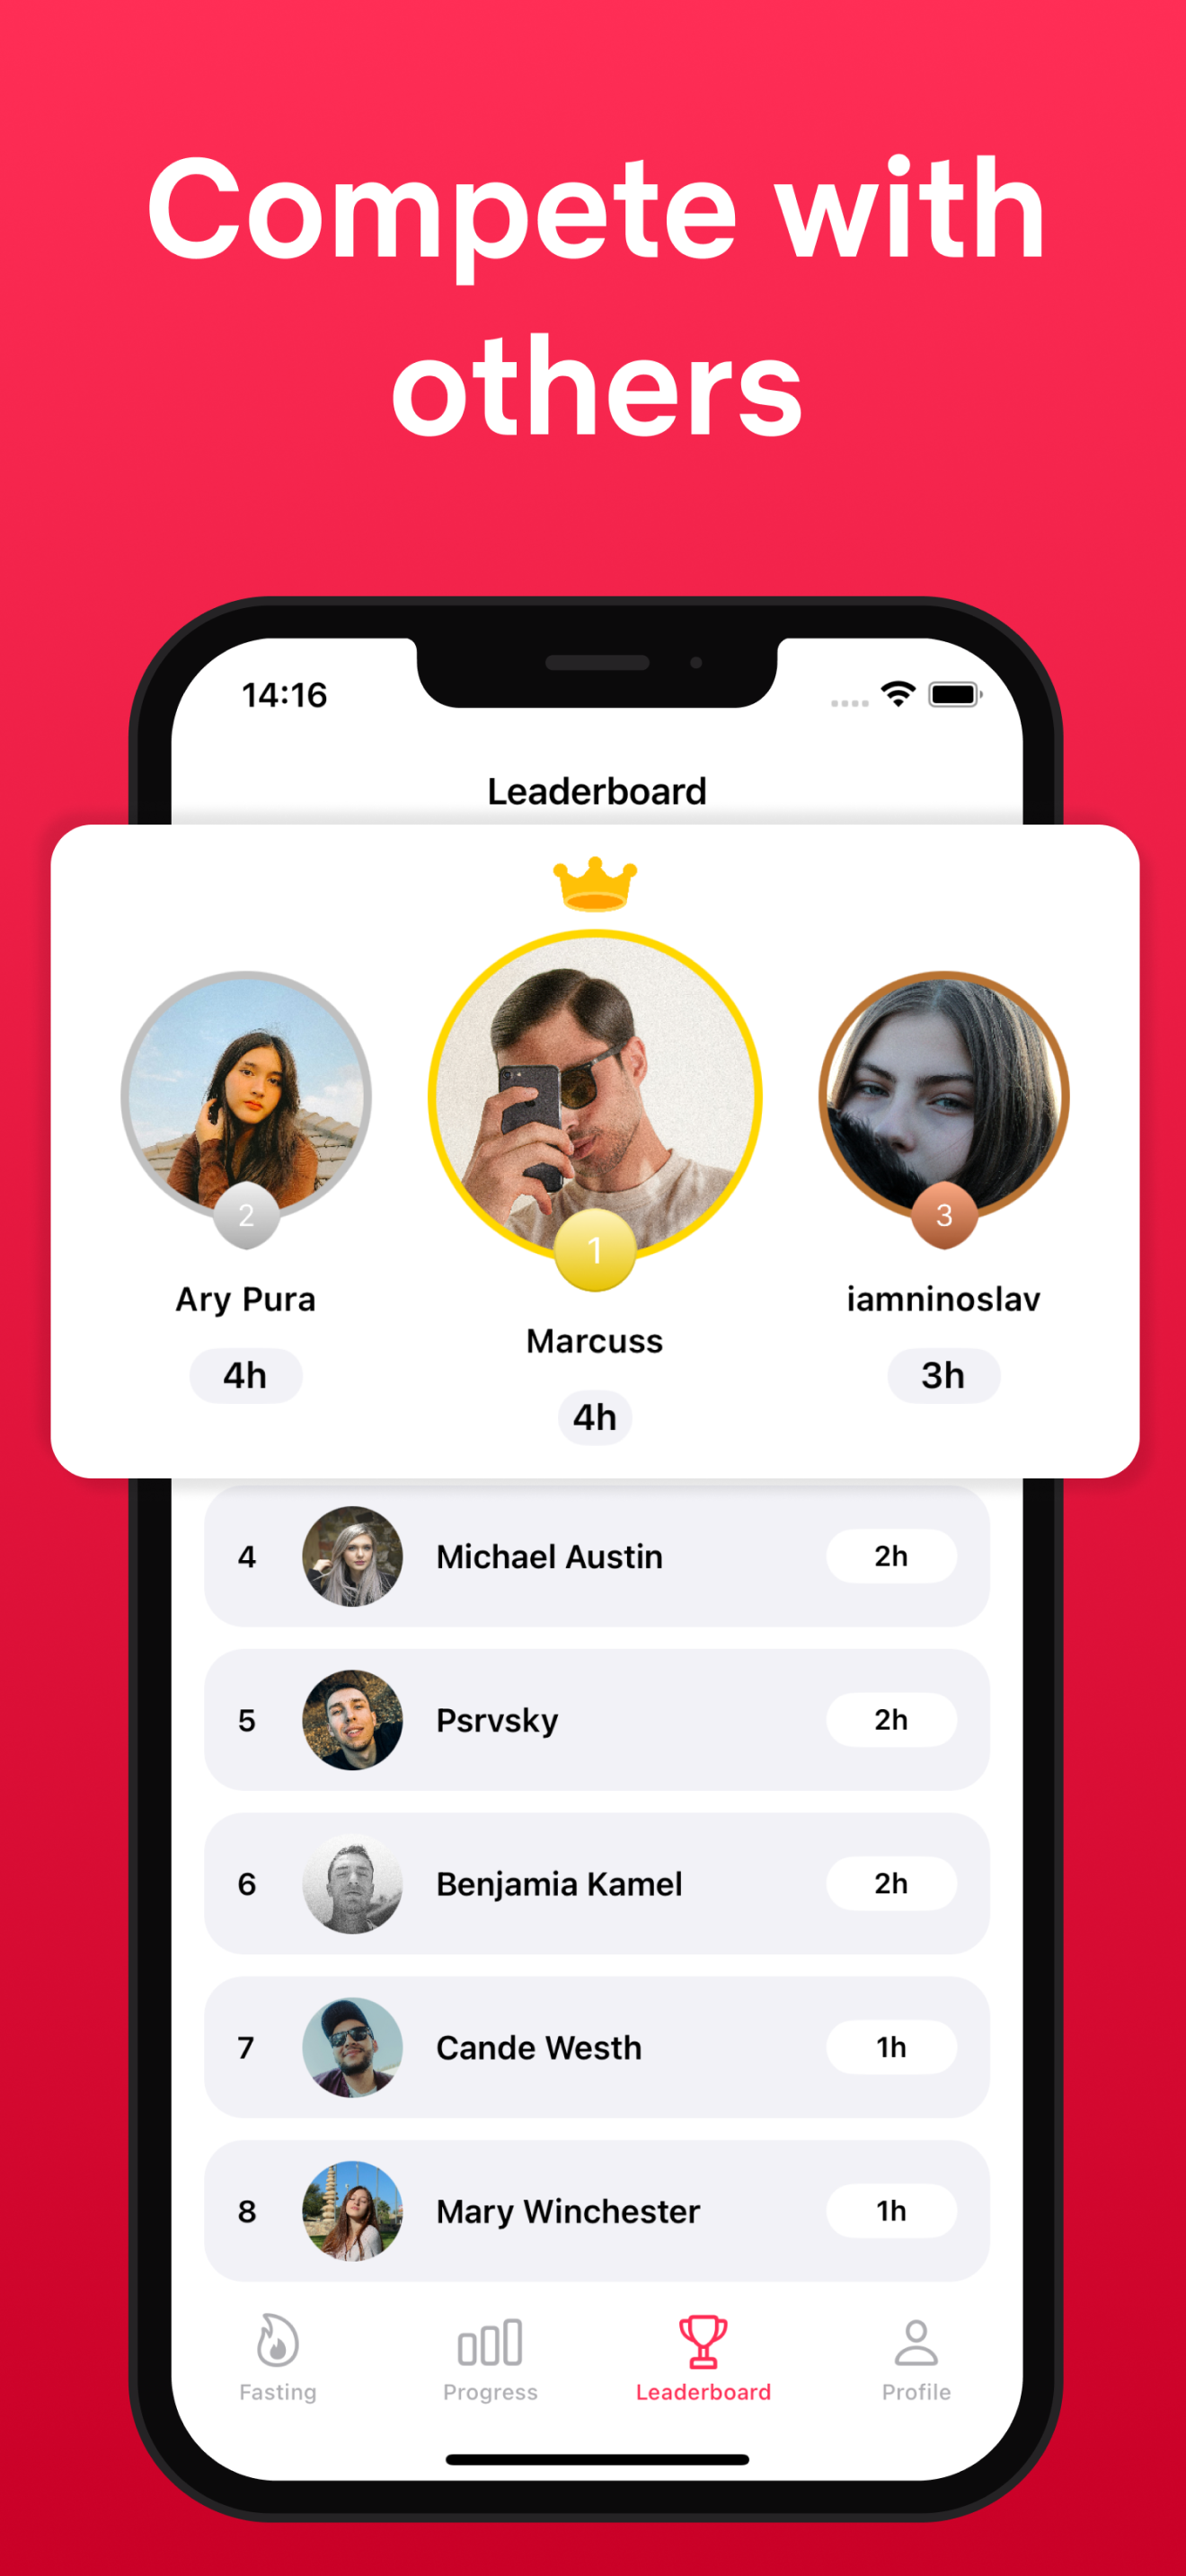 Compete with
others
14:16
Leaderboard
2
1
3
Ary Pura
Marcuss
iamninoslav
4h
4h
3h
4 Michael Austin 2h
5 Psrvsky 2h
6 Benjamia Kamel 2h
7 Cande Westh 1h
8 Mary Winchester 1h
Fasting Progress Leaderboard Profile